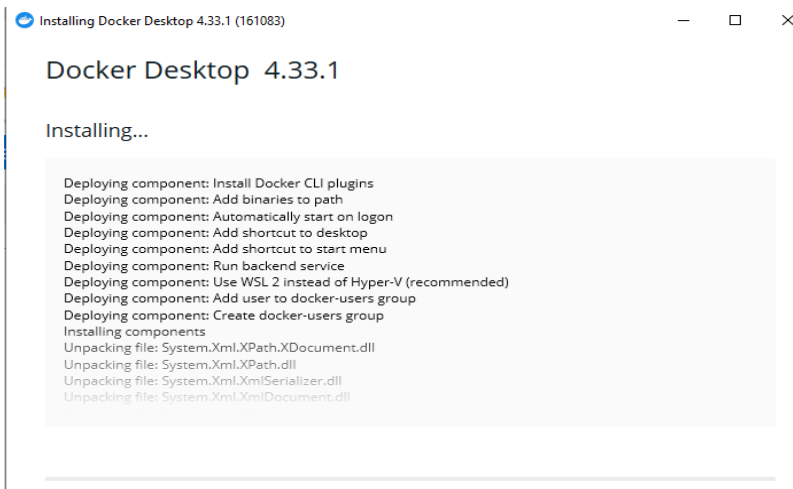 Installing Docker Desktop 4.33.1 (161083)
Docker Desktop 4.33.1
Installing...
Deploying component: Install Docker CLI plugins
Deploying component: Add binaries to path
Deploying component: Automatically start on logon
Deploying component: Add shortcut to desktop
Deploying component: Add shortcut to start menu
Deploying component: Run backend service
Deploying component: Use WSL 2 instead of Hyper-V (recommended)
Deploying component: Add user to docker-users group
Deploying component: Create docker-users group
Installing components
Unpacking file: System.Xml.XPath.XDocument.dll
Unpacking file: System.Xml.XPath.dll
Unpacking file: System.Xml.XmlSerializer.dll
Unpacking file: System.Xml.XmlDocument.dll